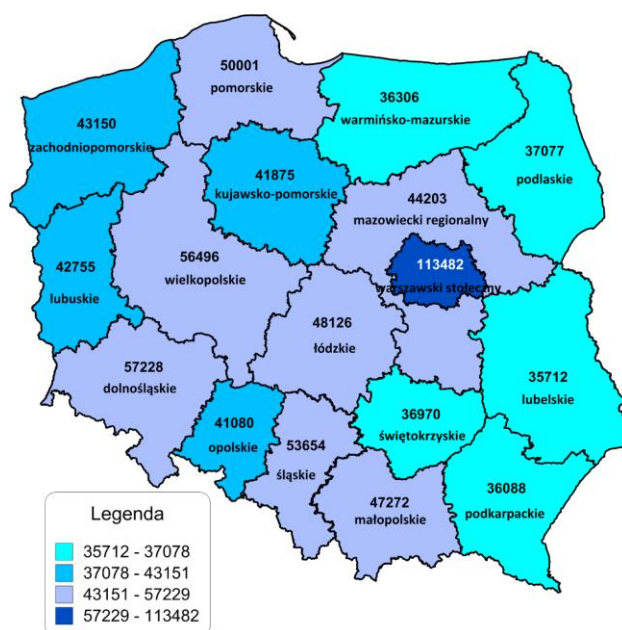 50001
pomorskie
36306
warmińsko-mazurskie
43150
zachodniopomorskie
37077
podlaskie
41875
kujawsko-pomorskie
44203
mazowiecki regionalny
56496
wielkopolskie
113482
warszawski stołeczny
42755
lubuskie
48126
łódzkie
57228
dolnośląskie
35712
lubelskie
36970
świętokrzyskie
41080
opolskie
53654
śląskie
47272
małopolskie
36088
podkarpackie
Legenda
35712 - 37078
37078 - 43151
43151 - 57229
57229 - 113482